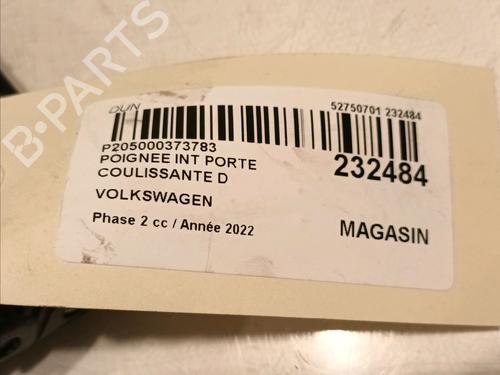 B-PARTS
DUN
52750701 232484
P205000373783
POIGNEE INT PORTE
COULISSANTE D
232484
VOLKSWAGEN
Phase 2 cc / Année 2022
MAGASIN